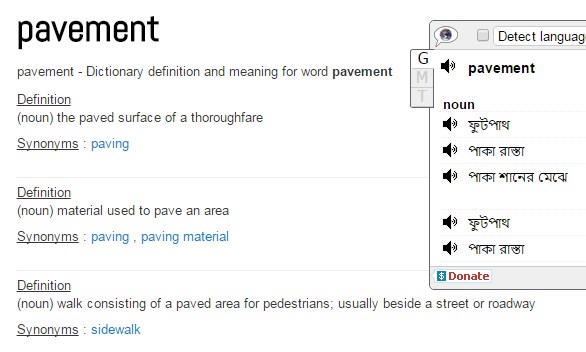 pavement
pavement - Dictionary definition and meaning for word pavement
Definition
(noun) the paved surface of a thoroughfare
Synonyms : paving
Definition
(noun) material used to pave an area
Synonyms : paving , paving material
Definition
(noun) walk consisting of a paved area for pedestrians; usually beside a street or roadway
Synonyms : sidewalk
Detect language
G
M
T
pavement
noun
ফুটপাথ
পাকা রাস্তা
পাকা শানের মেঝে
ফুটপাথ
পাকা রাস্তা
$ Donate